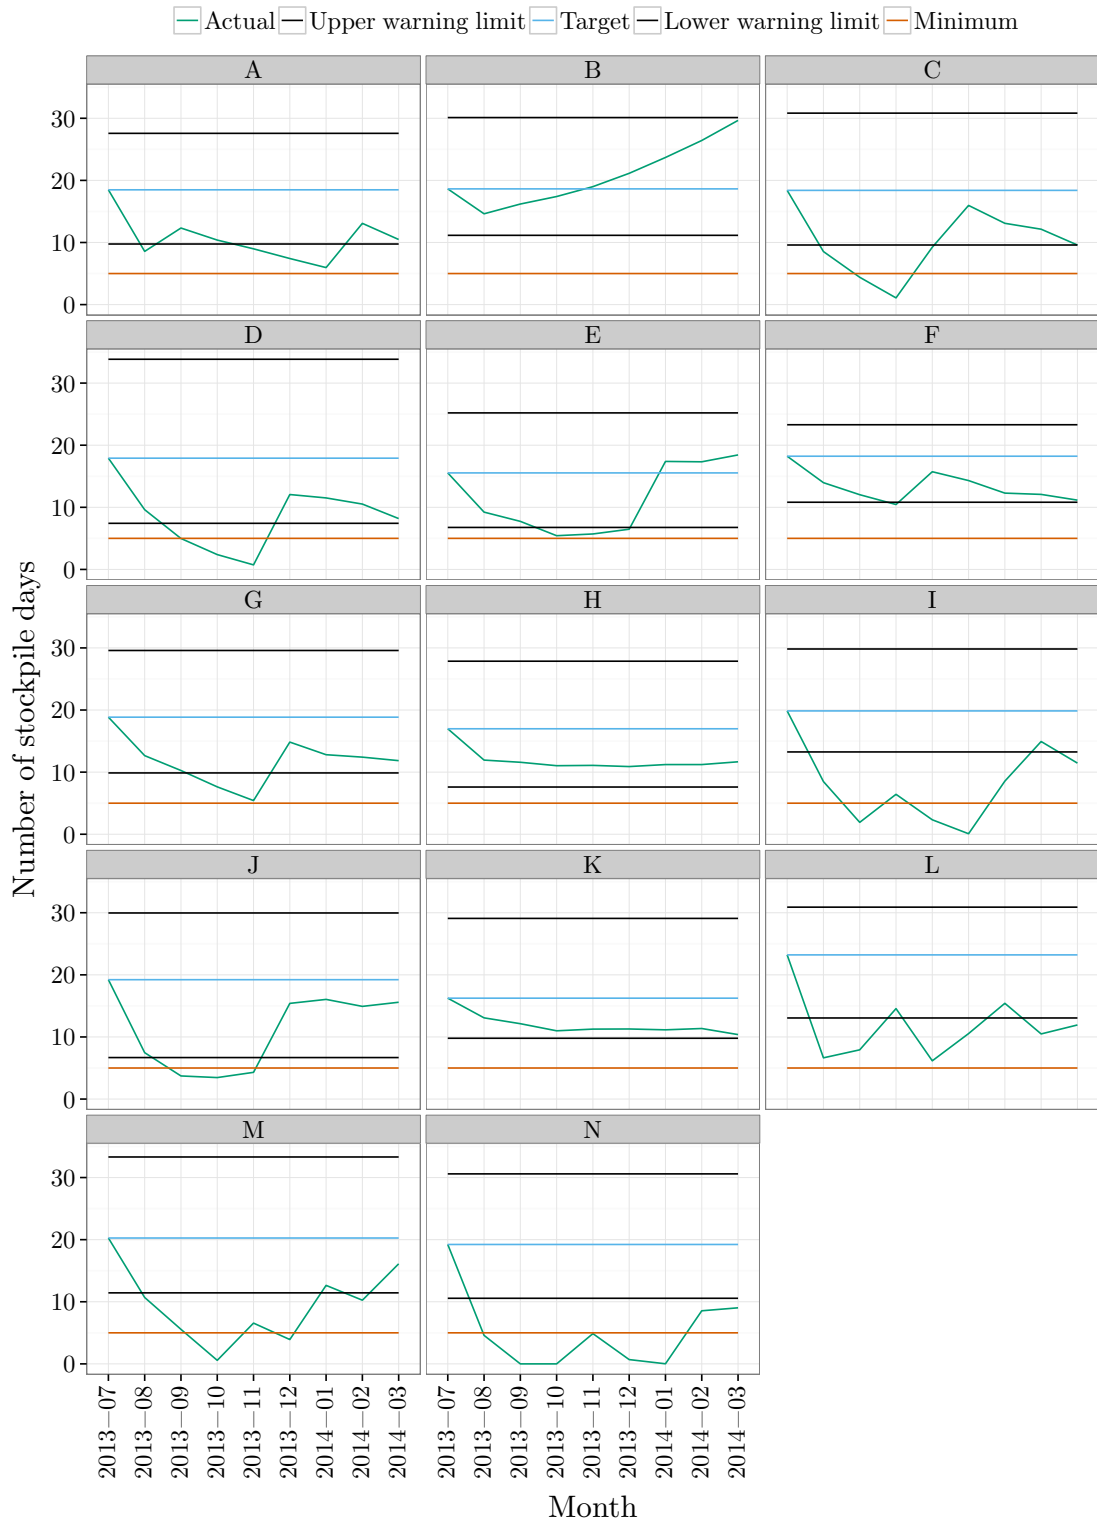 Actual Upper warning limit Target Lower warning limit Minimum
A B C
30
20
10
0
D E F
30
20
10
0
G H I
30
20
10
0
J K L
30
20
10
0
M N
30
20
10
0
Number of stockpile days
2013−07 2013−08 2013−09 2013−10 2013−11 2013−12 2014−01 2014−02 2014−03 2013−07 2013−08 2013−09 2013−10 2013−11 2013−12 2014−01 2014−02 2014−03
Month